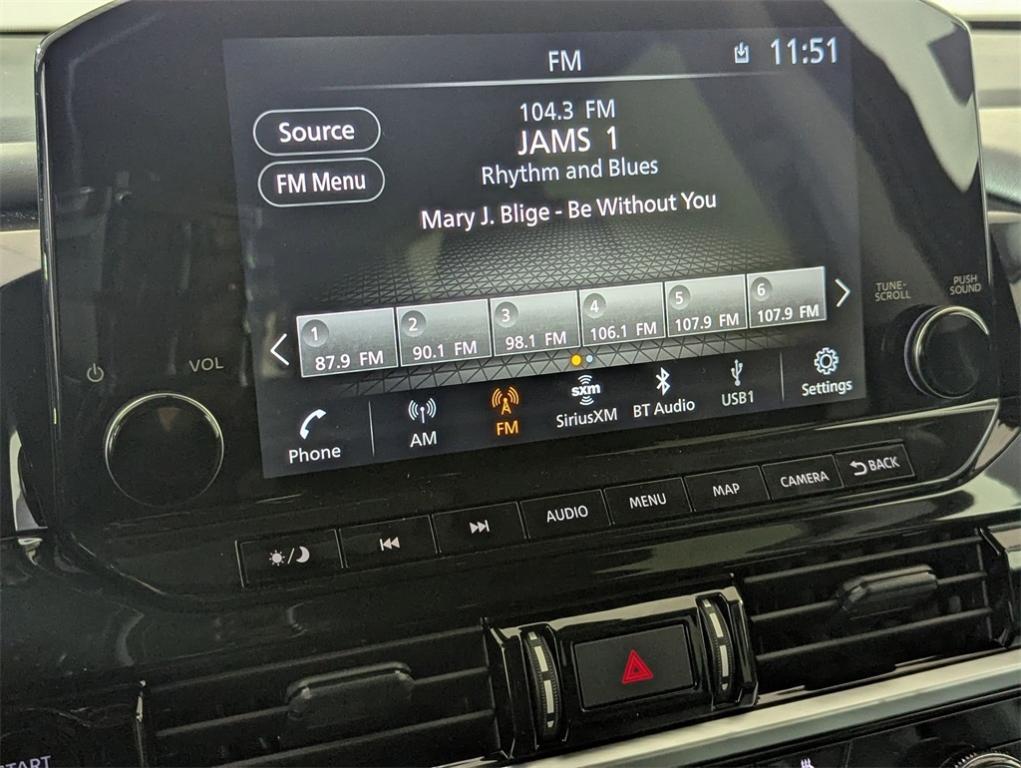 FM 11:51
Source
FM Menu
104.3 FM
JAMS 1
Rhythm and Blues
Mary J. Blige - Be Without You
1 87.9 FM
2 90.1 FM
3 98.1 FM
4 106.1 FM
5 107.9 FM
6 107.9 FM
Phone
AM
FM
sxm
SiriusXM
BT Audio
USB1
Settings
VOL
TUNE-
SCROLL
PUSH
SOUND
AUDIO
MENU
MAP
CAMERA
BACK